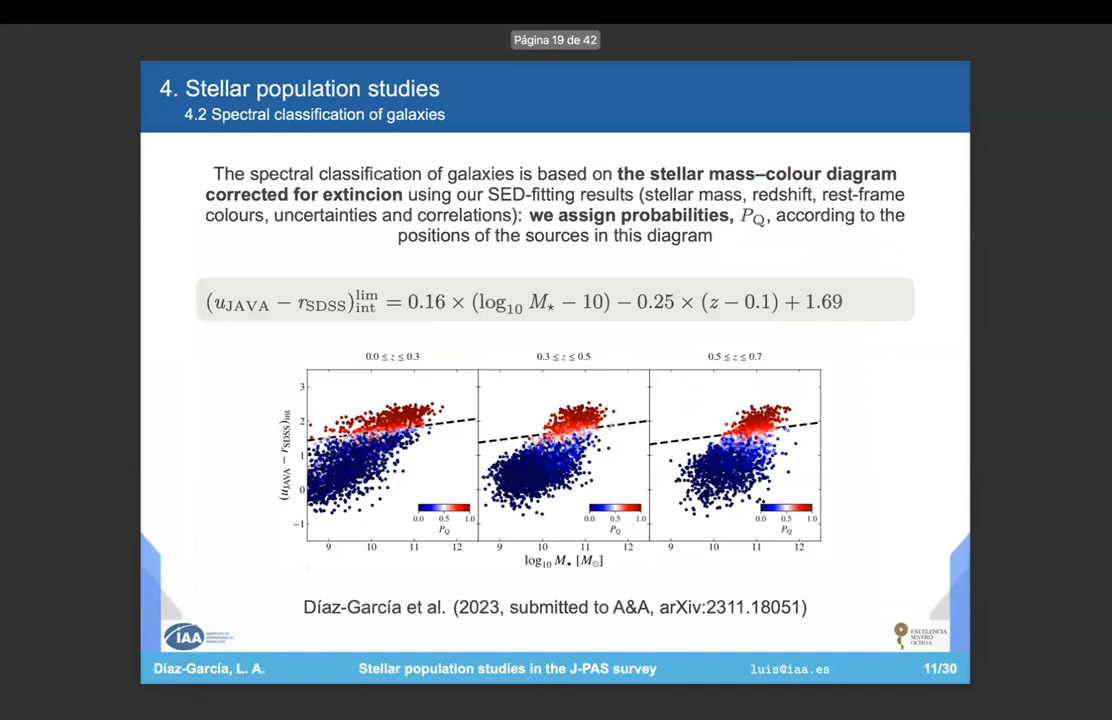 Página 19 de 42
4. Stellar population studies
4.2 Spectral classification of galaxies
The spectral classification of galaxies is based on the stellar mass–colour diagram
corrected for extincion using our SED-fitting results (stellar mass, redshift, rest-frame
colours, uncertainties and correlations): we assign probabilities, P_Q, according to the
positions of the sources in this diagram
(u_JAVA − r_SDSS)_int^lim = 0.16 × (log₁₀ M⋆ − 10) − 0.25 × (z − 0.1) + 1.69
0.0 ≤ z ≤ 0.3 0.3 ≤ z ≤ 0.5 0.5 ≤ z ≤ 0.7
(u_JAVA − r_SDSS)_int
3
2
1
0
−1
0.0 0.5 1.0 0.0 0.5 1.0 0.0 0.5 1.0
P_Q P_Q P_Q
9 10 11 12 9 10 11 12 9 10 11 12
log₁₀ M⋆ [M⊙]
Díaz-García et al. (2023, submitted to A&A, arXiv:2311.18051)
IAA
EXCELENCIA
SEVERO
OCHOA
Díaz-García, L. A. Stellar population studies in the J-PAS survey luis@iaa.es 11/30